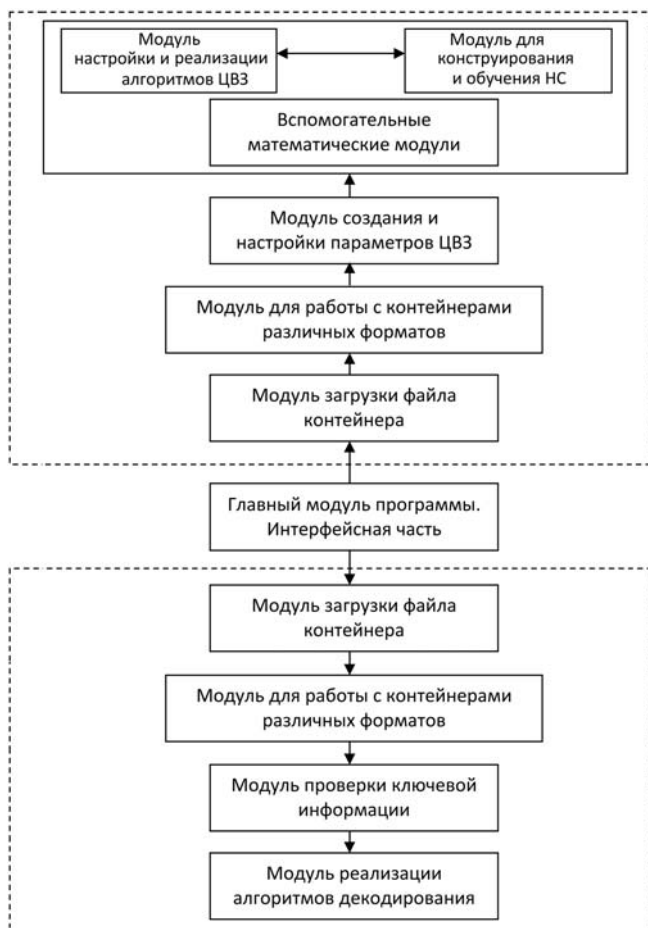 Модуль
настройки и реализации
алгоритмов ЦВЗ
Модуль для
конструирования
и обучения НС
Вспомогательные
математические модули
Модуль создания и
настройки параметров ЦВЗ
Модуль для работы с контейнерами
различных форматов
Модуль загрузки файла
контейнера
Главный модуль программы.
Интерфейсная часть
Модуль загрузки файла
контейнера
Модуль для работы с контейнерами
различных форматов
Модуль проверки ключевой
информации
Модуль реализации
алгоритмов декодирования